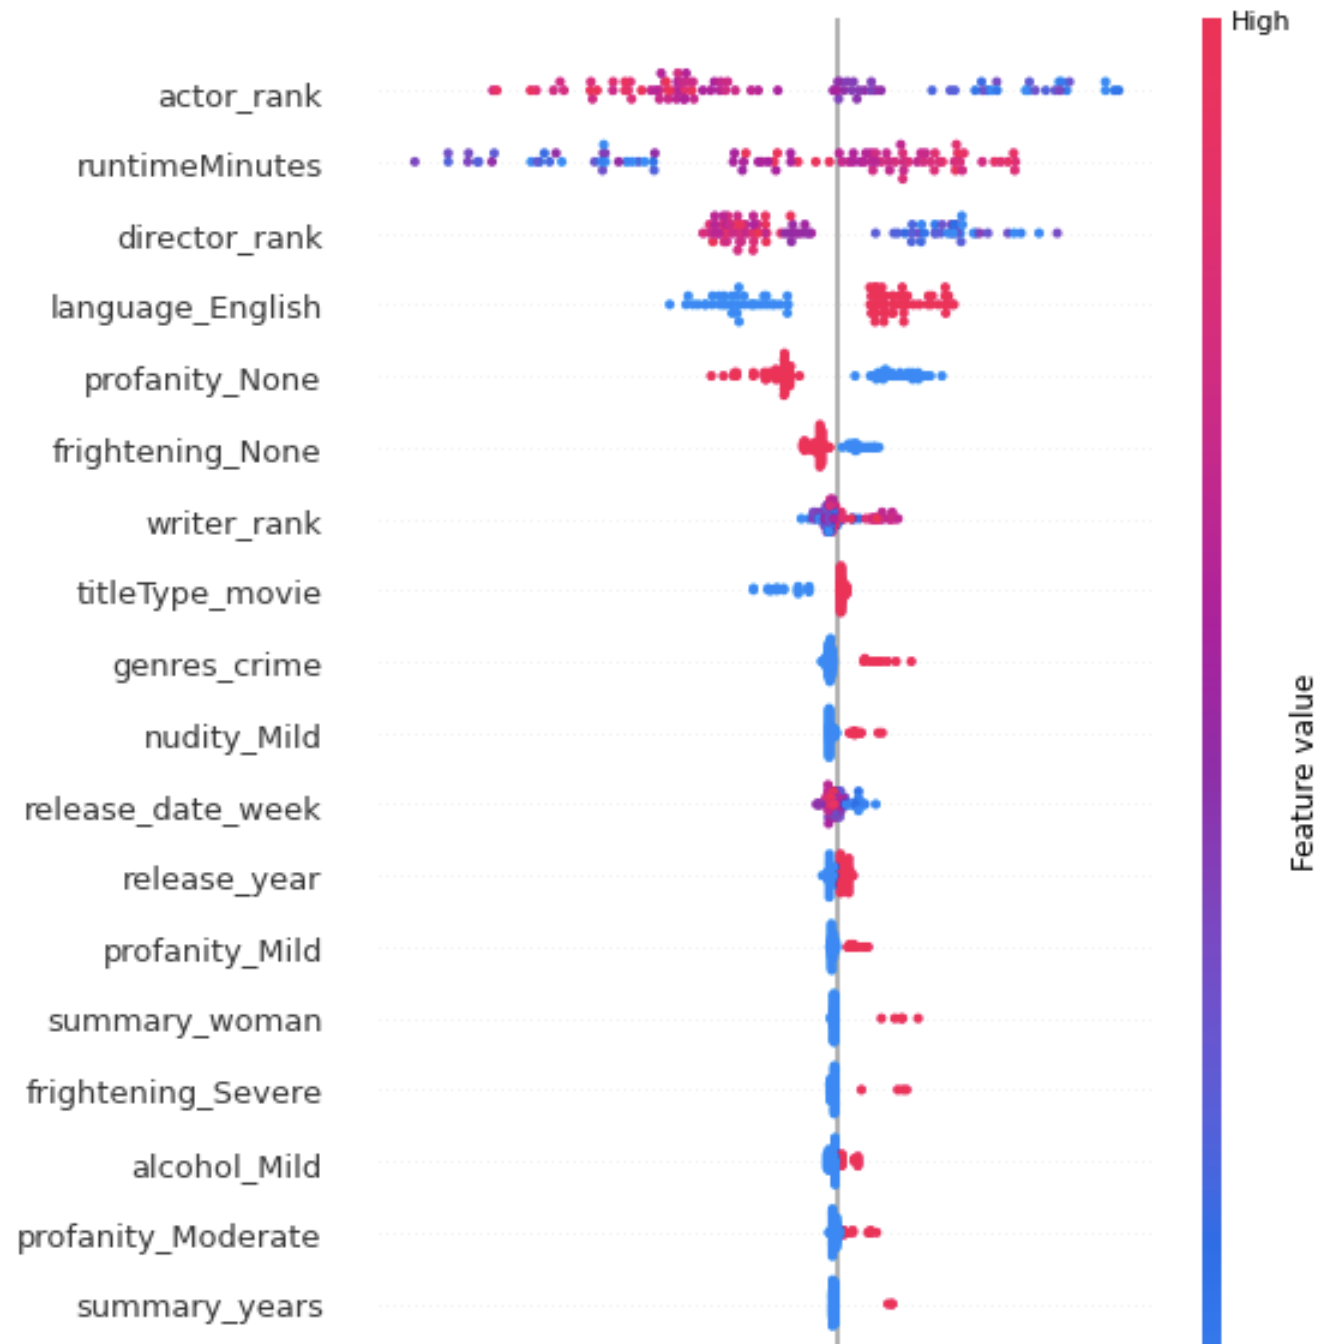 High
actor_rank
runtimeMinutes
director_rank
language_English
profanity_None
frightening_None
writer_rank
titleType_movie
genres_crime
nudity_Mild
release_date_week
release_year
profanity_Mild
summary_woman
frightening_Severe
alcohol_Mild
profanity_Moderate
summary_years
Feature value